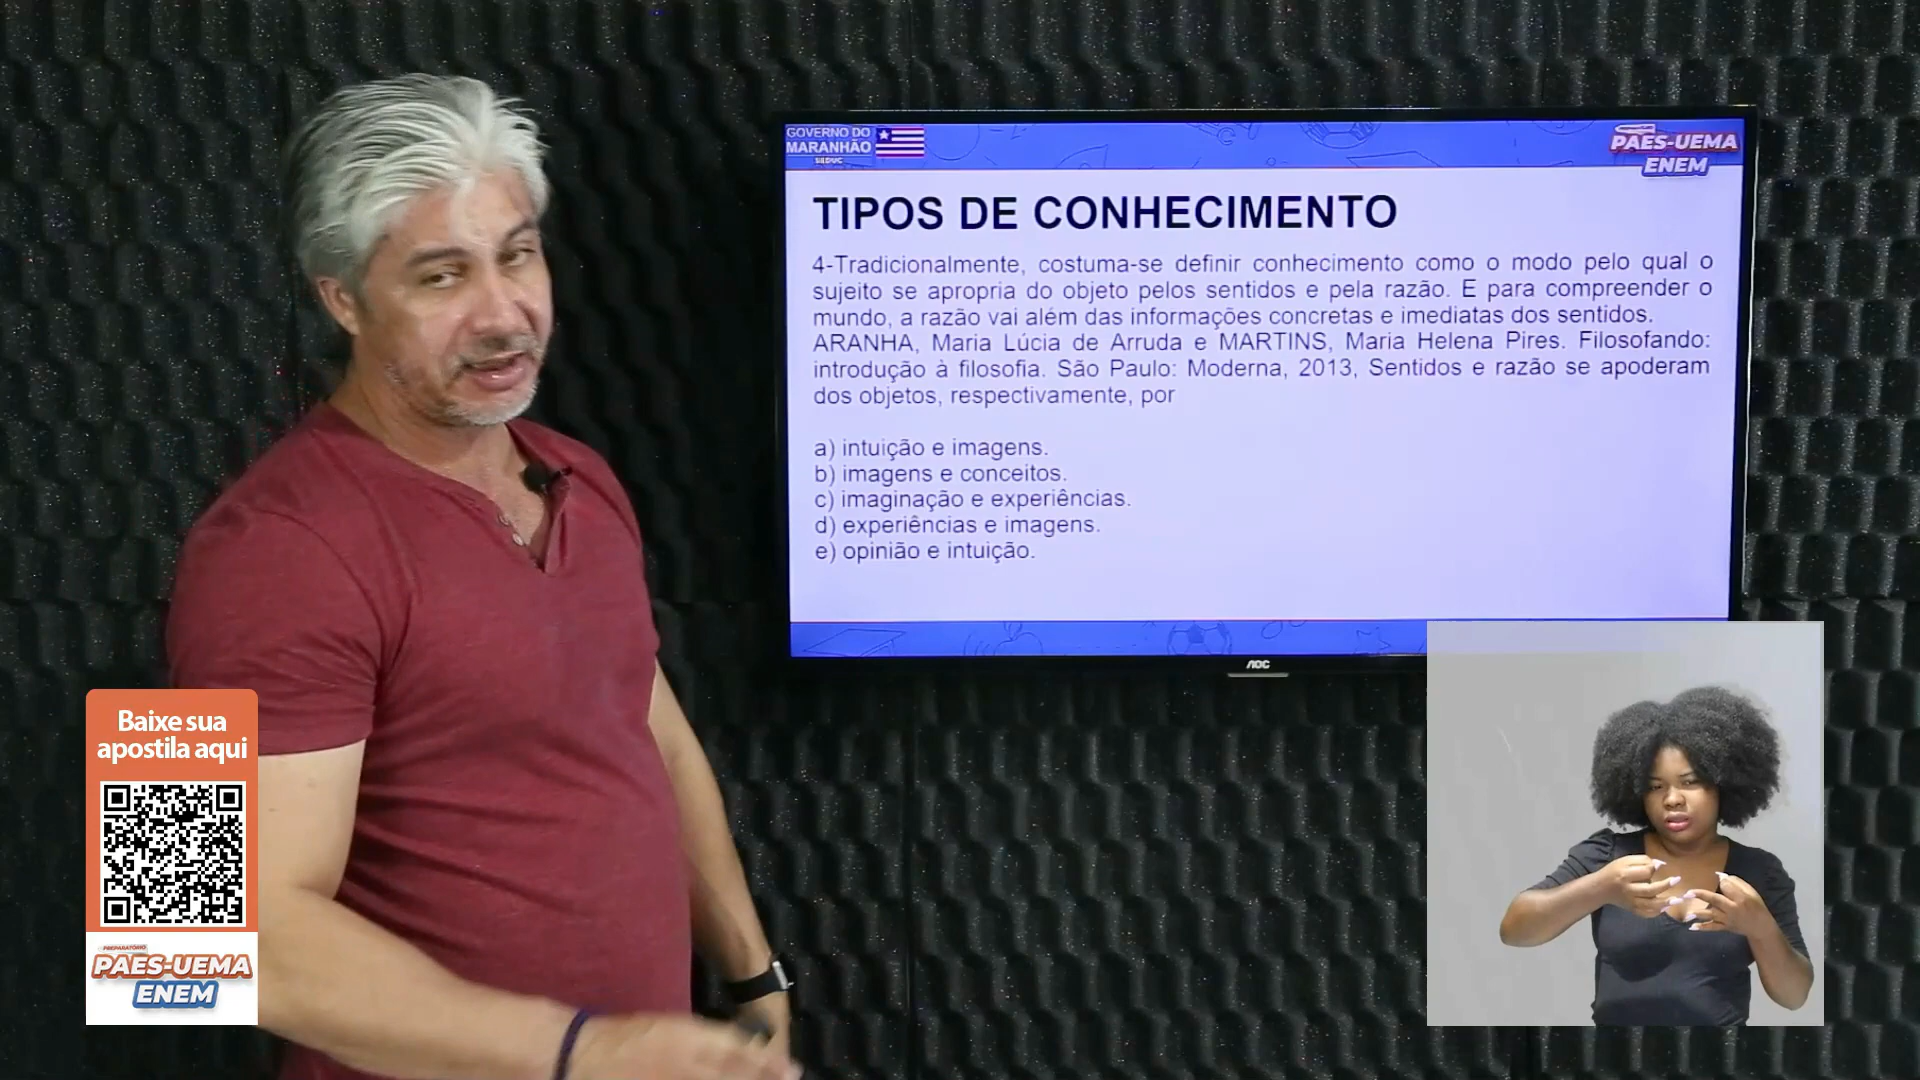 GOVERNO DO
MARANHÃO
SEDUC
PAES-UEMA
ENEM
TIPOS DE CONHECIMENTO
4-Tradicionalmente, costuma-se definir conhecimento como o modo pelo qual o
sujeito se apropria do objeto pelos sentidos e pela razão. E para compreender o
mundo, a razão vai além das informações concretas e imediatas dos sentidos.
ARANHA, Maria Lúcia de Arruda e MARTINS, Maria Helena Pires. Filosofando:
introdução à filosofia. São Paulo: Moderna, 2013, Sentidos e razão se apoderam
dos objetos, respectivamente, por
a) intuição e imagens.
b) imagens e conceitos.
c) imaginação e experiências.
d) experiências e imagens.
e) opinião e intuição.
AOC
Baixe sua
apostila aqui
PREPARATÓRIO
PAES-UEMA
ENEM